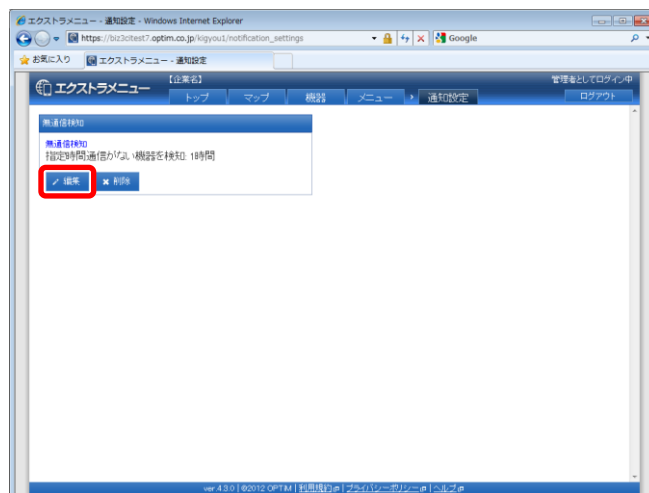 エクストラメニュー - 通知設定 - Windows Internet Explorer
https://biz3citest7.optim.co.jp/kigyou1/notification_settings
Google
お気に入り
エクストラメニュー - 通知設定
エクストラメニュー
【企業名】
管理者としてログイン中
トップ
マップ
機器
メニュー
通知設定
ログアウト
無通信検知
無通信検知
指定時間通信がない機器を検知: 18時間
編集
削除
ver.4.3.0 | ©2012 OPTiM | 利用規約 | プライバシーポリシー | ヘルプ